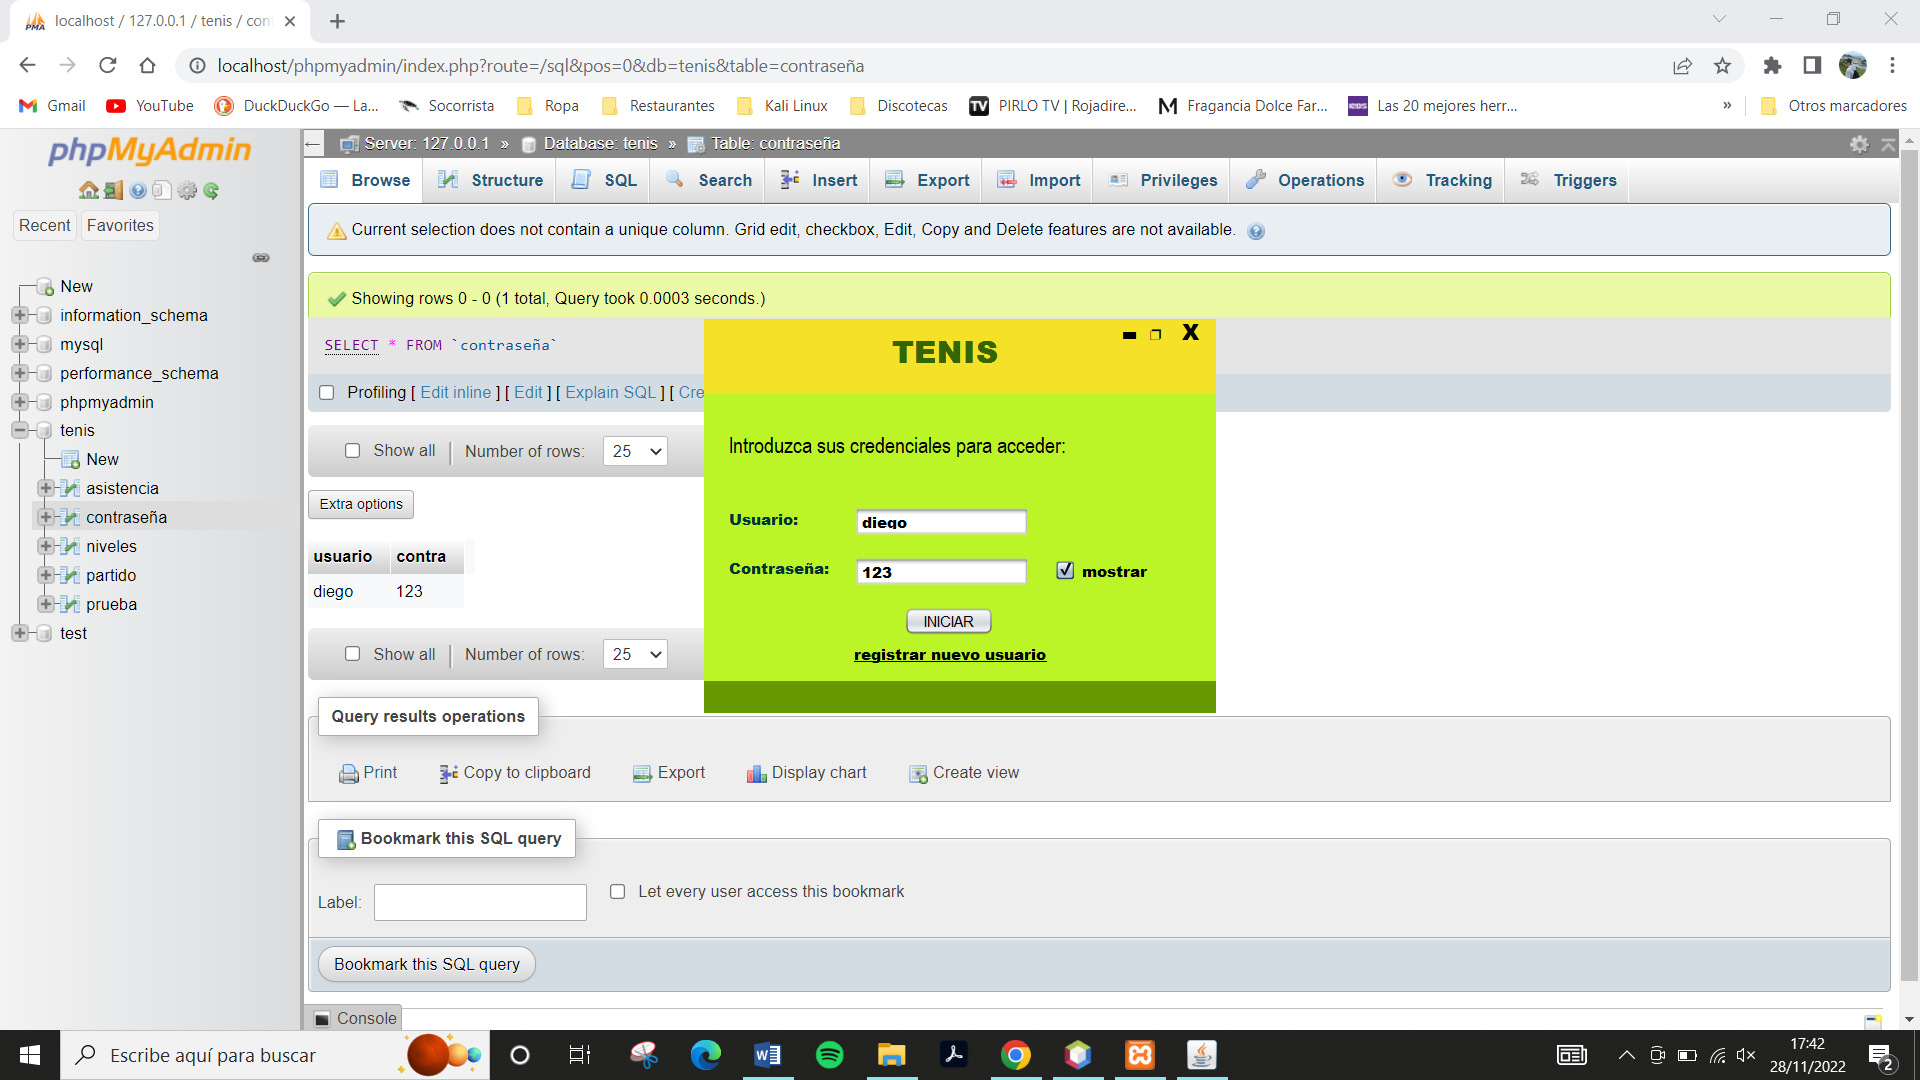 localhost / 127.0.0.1 / tenis / con
localhost/phpmyadmin/index.php?route=/sql&pos=0&db=tenis&table=contraseña
Gmail YouTube DuckDuckGo — La... Socorrista Ropa Restaurantes Kali Linux Discotecas PIRLO TV | Rojadire... Fragancia Dolce Far... Las 20 mejores herr... » Otros marcadores
phpMyAdmin
Recent Favorites
New
information_schema
mysql
performance_schema
phpmyadmin
tenis
New
asistencia
contraseña
niveles
partido
prueba
test
Server: 127.0.0.1 » Database: tenis » Table: contraseña
Browse Structure SQL Search Insert Export Import Privileges Operations Tracking Triggers
Current selection does not contain a unique column. Grid edit, checkbox, Edit, Copy and Delete features are not available.
Showing rows 0 - 0 (1 total, Query took 0.0003 seconds.)
SELECT * FROM `contraseña`
Profiling [ Edit inline ] [ Edit ] [ Explain SQL ] [ Cre
Show all Number of rows: 25
Extra options
usuario contra
diego 123
Show all Number of rows: 25
TENIS X
Introduzca sus credenciales para acceder:
Usuario: diego
Contraseña: 123 mostrar
INICIAR
registrar nuevo usuario
Query results operations
Print Copy to clipboard Export Display chart Create view
Bookmark this SQL query
Label: Let every user access this bookmark
Bookmark this SQL query
Console
Escribe aquí para buscar
17:42
28/11/2022
2